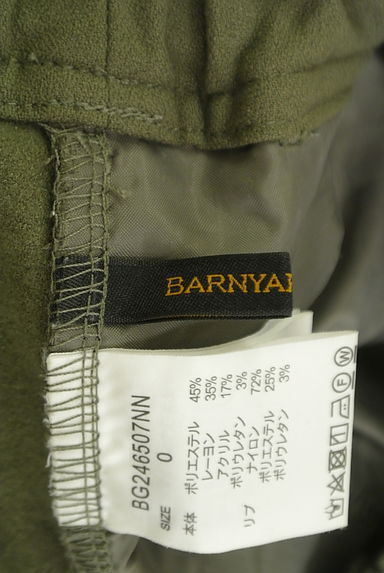 BARNYA
BG246507NN
0
SIZE
本体 ポリエステル 45%
レーヨン 35%
アクリル 17%
ポリウレタン 3%
リブ ナイロン 72%
ポリエステル 25%
ポリウレタン 3%
F W